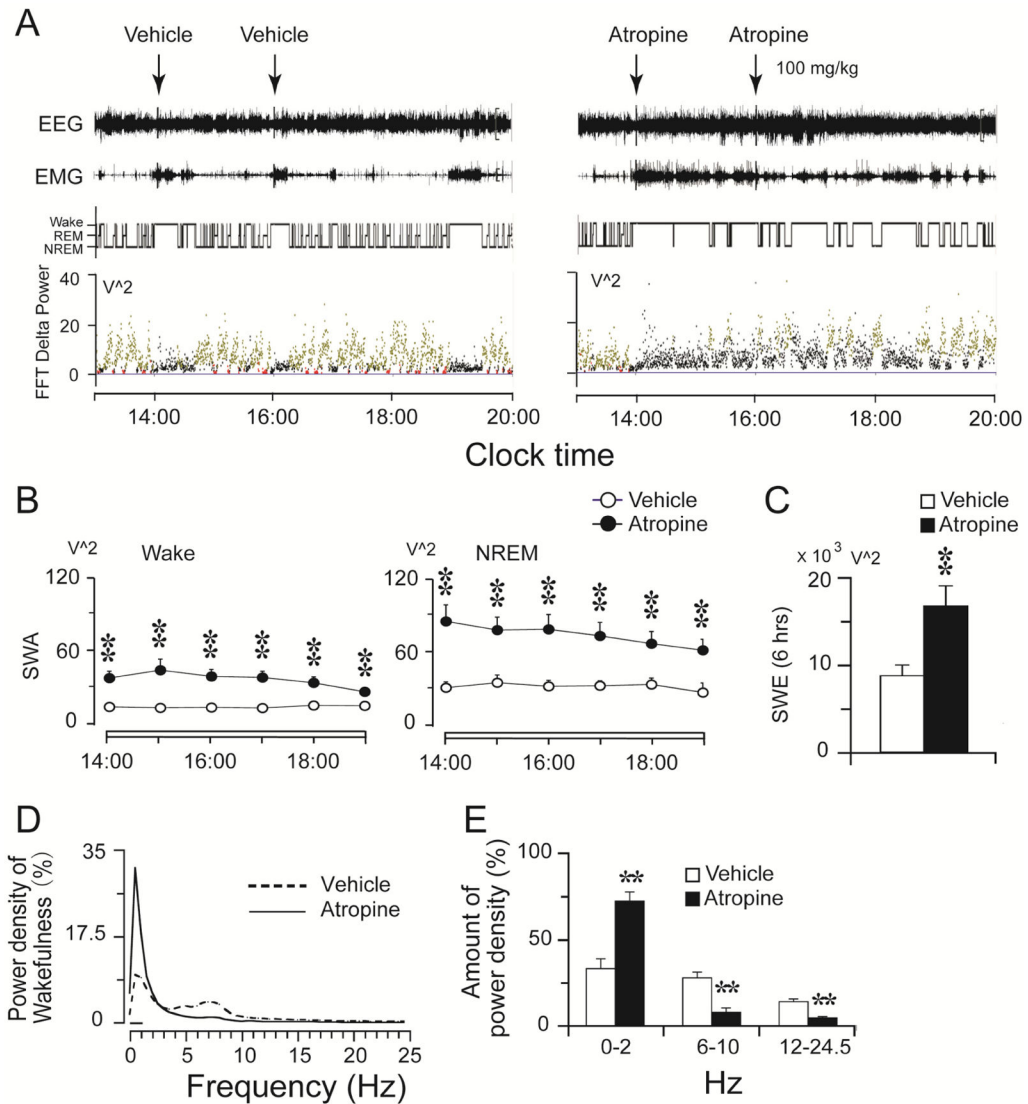 A
Vehicle Vehicle
Atropine Atropine
100 mg/kg
EEG
EMG
Wake
REM
NREM
FFT Delta Power
40
20
0
V^2
V^2
14:00 16:00 18:00 20:00
14:00 16:00 18:00 20:00
Clock time
B
Vehicle
Atropine
V^2 Wake
SWA
120
60
0
** ** ** ** ** **
14:00 16:00 18:00
V^2 NREM
120
60
0
** ** ** ** ** **
14:00 16:00 18:00
C
Vehicle
Atropine
x 10^3 V^2
SWE (6 hrs)
20
10
0
**
D
Power density of
Wakefulness (%)
35
17.5
0
Vehicle
Atropine
0 5 10 15 20 25
Frequency (Hz)
E
Amount of
power density (%)
100
50
0
Vehicle
Atropine
** ** **
0-2 6-10 12-24.5
Hz